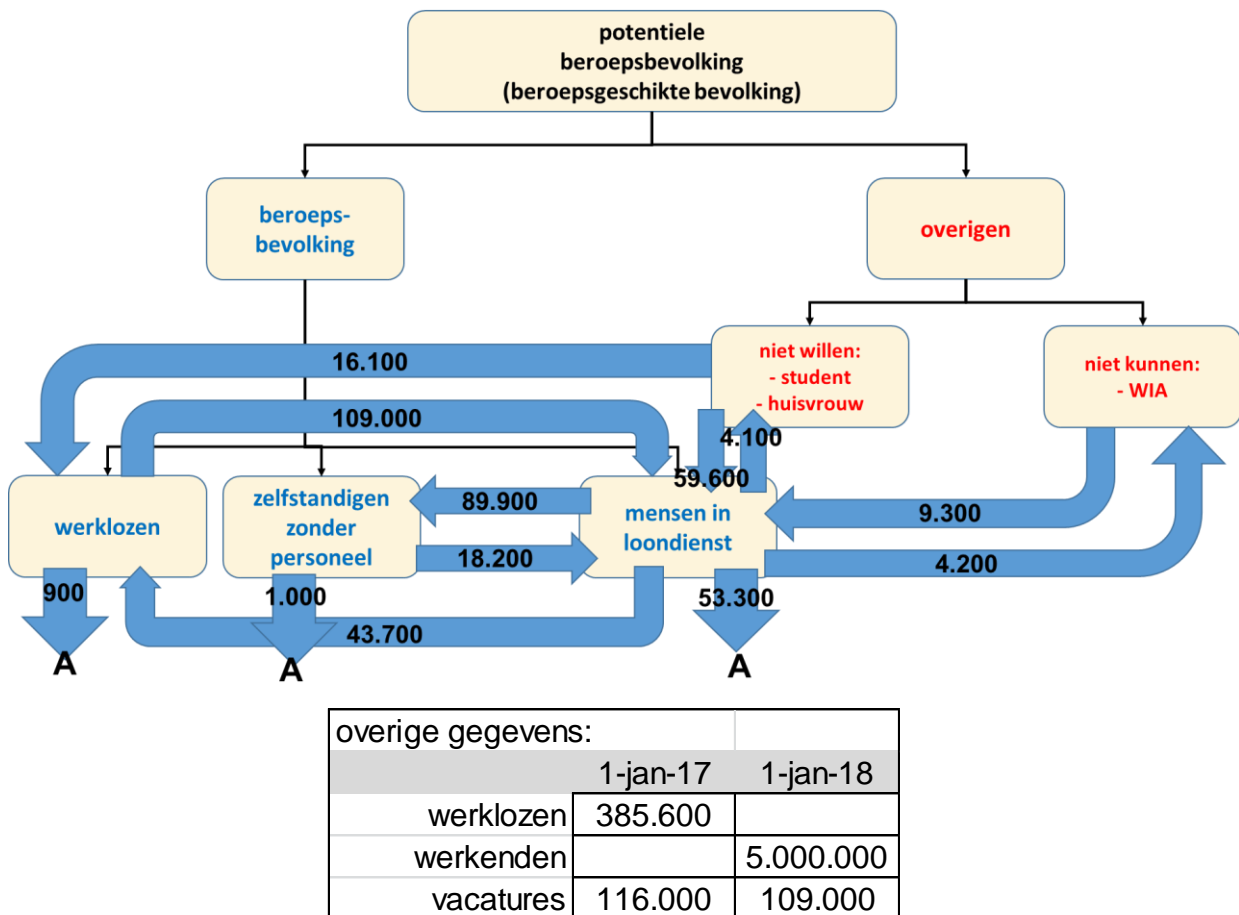 potentiele
beroepsbevolking
(beroepsgeschikte bevolking)
beroeps-
bevolking
overigen
niet willen:
- student
- huisvrouw
niet kunnen:
- WIA
16.100
109.000
4.100
59.600
werklozen
zelfstandigen
zonder
personeel
89.900
18.200
mensen in
loondienst
9.300
4.200
900
1.000
53.300
43.700
A
A
A
overige gegevens:
1-jan-17 1-jan-18
werklozen 385.600
werkenden 5.000.000
vacatures 116.000 109.000